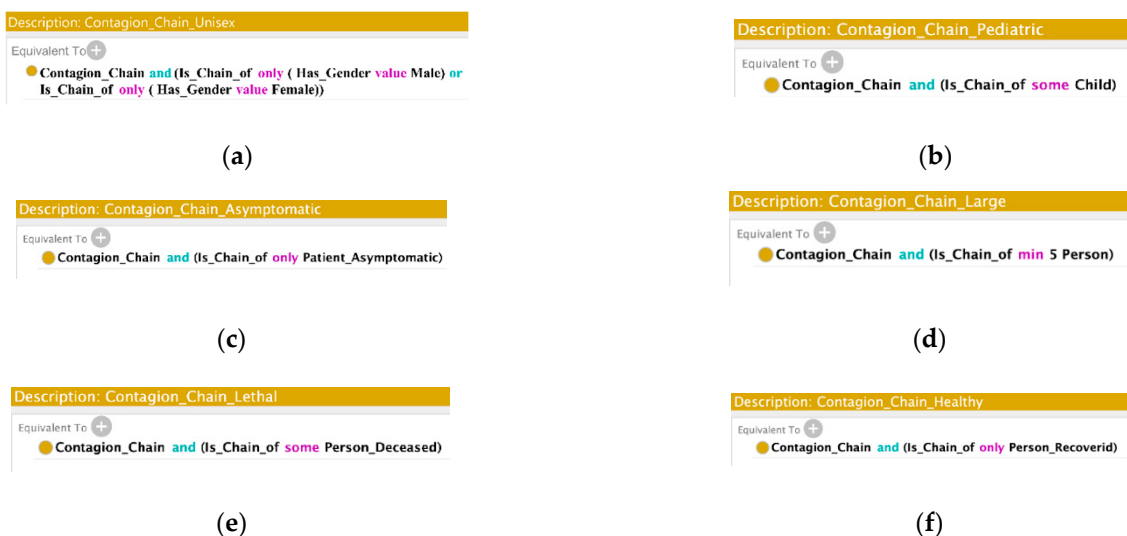 Description: Contagion_Chain_Unisex
Equivalent To
Contagion_Chain and (Is_Chain_of only ( Has_Gender value Male) or
Is_Chain_of only ( Has_Gender value Female))
(a)
Description: Contagion_Chain_Pediatric
Equivalent To
Contagion_Chain and (Is_Chain_of some Child)
(b)
Description: Contagion_Chain_Asymptomatic
Equivalent To
Contagion_Chain and (Is_Chain_of only Patient_Asymptomatic)
(c)
Description: Contagion_Chain_Large
Equivalent To
Contagion_Chain and (Is_Chain_of min 5 Person)
(d)
Description: Contagion_Chain_Lethal
Equivalent To
Contagion_Chain and (Is_Chain_of some Person_Deceased)
(e)
Description: Contagion_Chain_Healthy
Equivalent To
Contagion_Chain and (Is_Chain_of only Person_Recoverid)
(f)